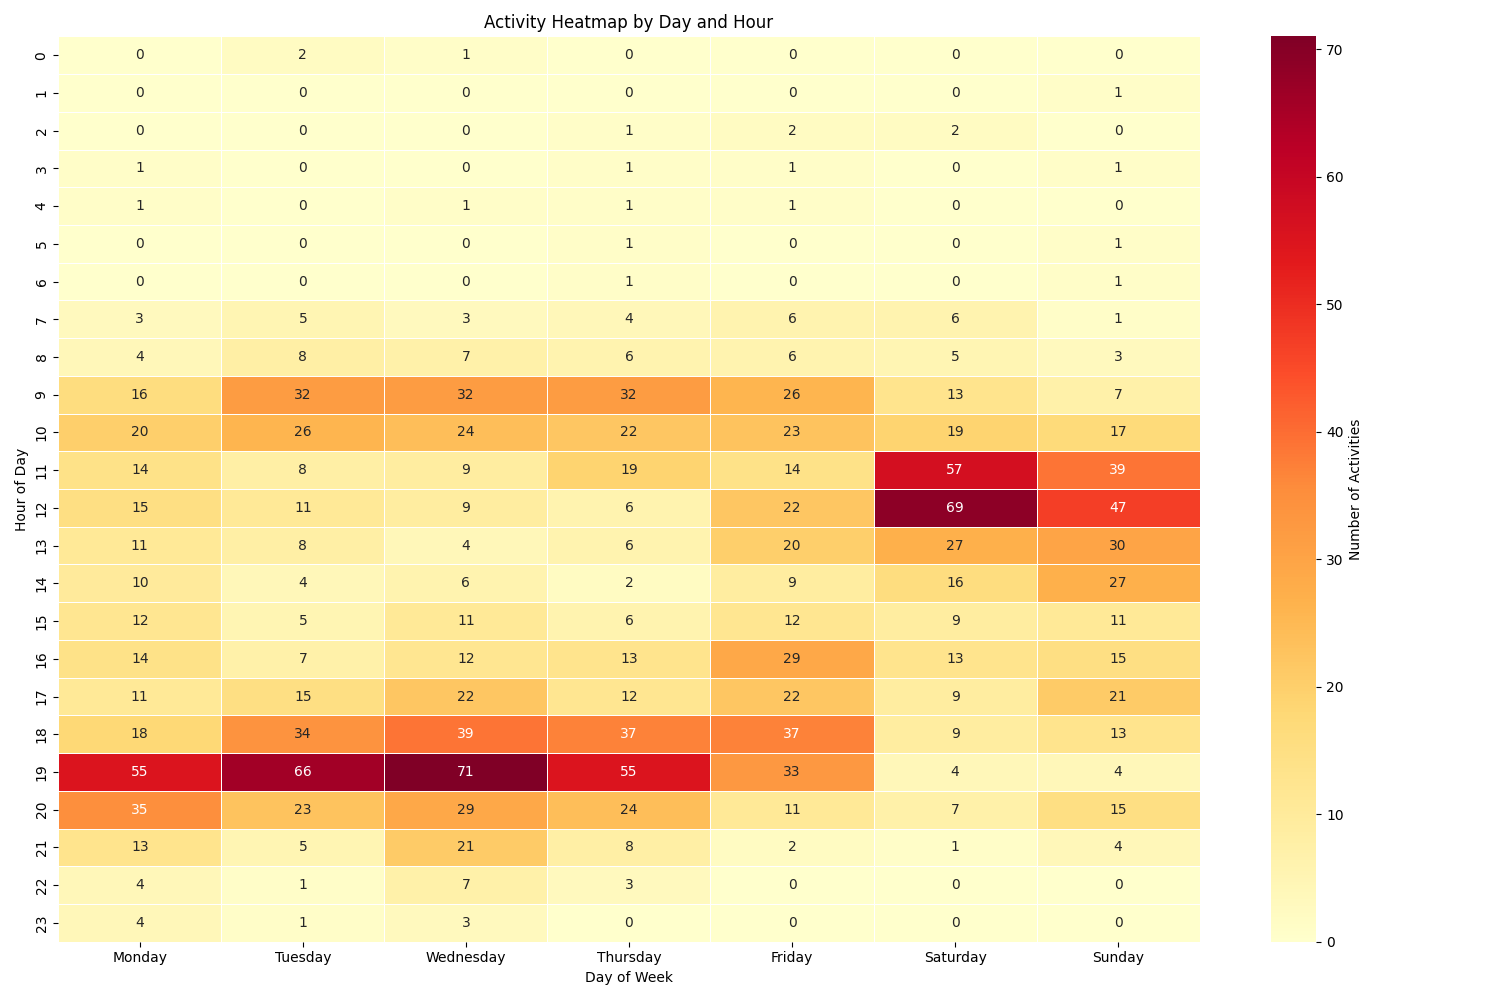 Activity Heatmap by Day and Hour
0 0 2 1 0 0 0 0
1 0 0 0 0 0 0 1
2 0 0 0 1 2 2 0
3 1 0 0 1 1 0 1
4 1 0 1 1 1 0 0
5 0 0 0 1 0 0 1
6 0 0 0 1 0 0 1
7 3 5 3 4 6 6 1
8 4 8 7 6 6 5 3
9 16 32 32 32 26 13 7
10 20 26 24 22 23 19 17
11 14 8 9 19 14 57 39
12 15 11 9 6 22 69 47
13 11 8 4 6 20 27 30
14 10 4 6 2 9 16 27
15 12 5 11 6 12 9 11
16 14 7 12 13 29 13 15
17 11 15 22 12 22 9 21
18 18 34 39 37 37 9 13
19 55 66 71 55 33 4 4
20 35 23 29 24 11 7 15
21 13 5 21 8 2 1 4
22 4 1 7 3 0 0 0
23 4 1 3 0 0 0 0
Monday Tuesday Wednesday Thursday Friday Saturday Sunday
Day of Week
Hour of Day
70
60
50
40
30
20
10
0
Number of Activities